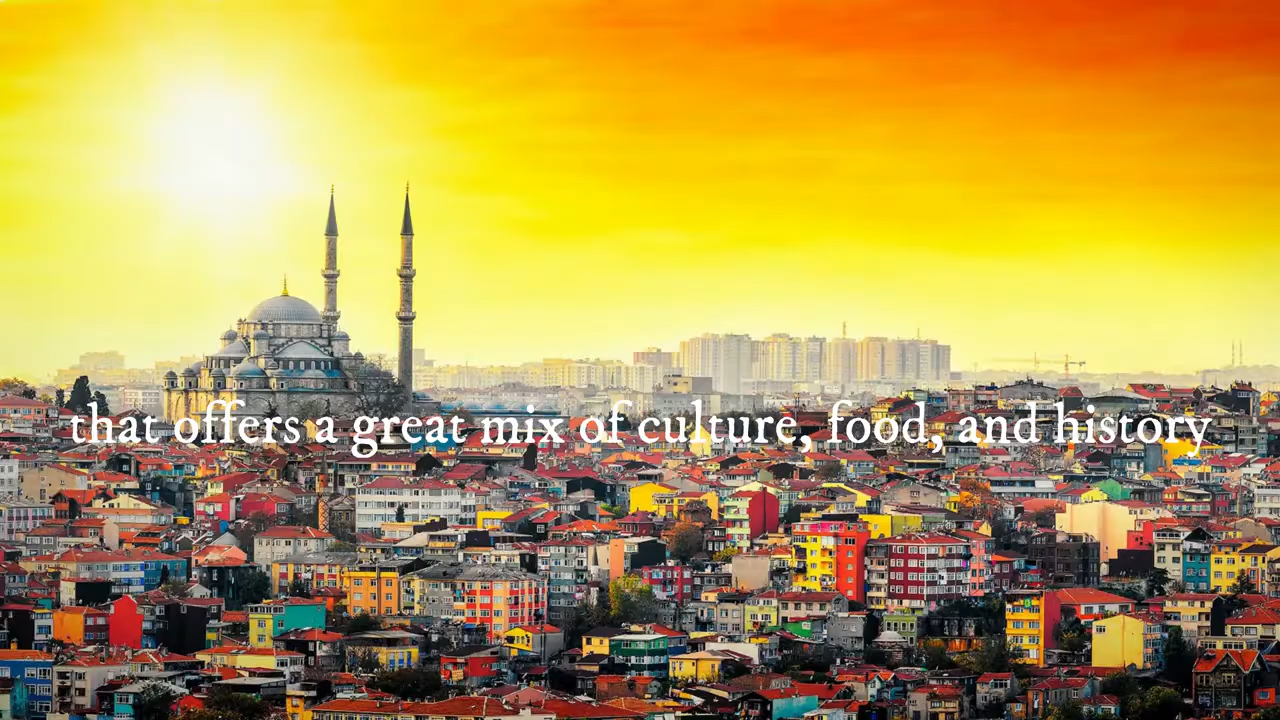 that offers a great mix of culture, food, and history